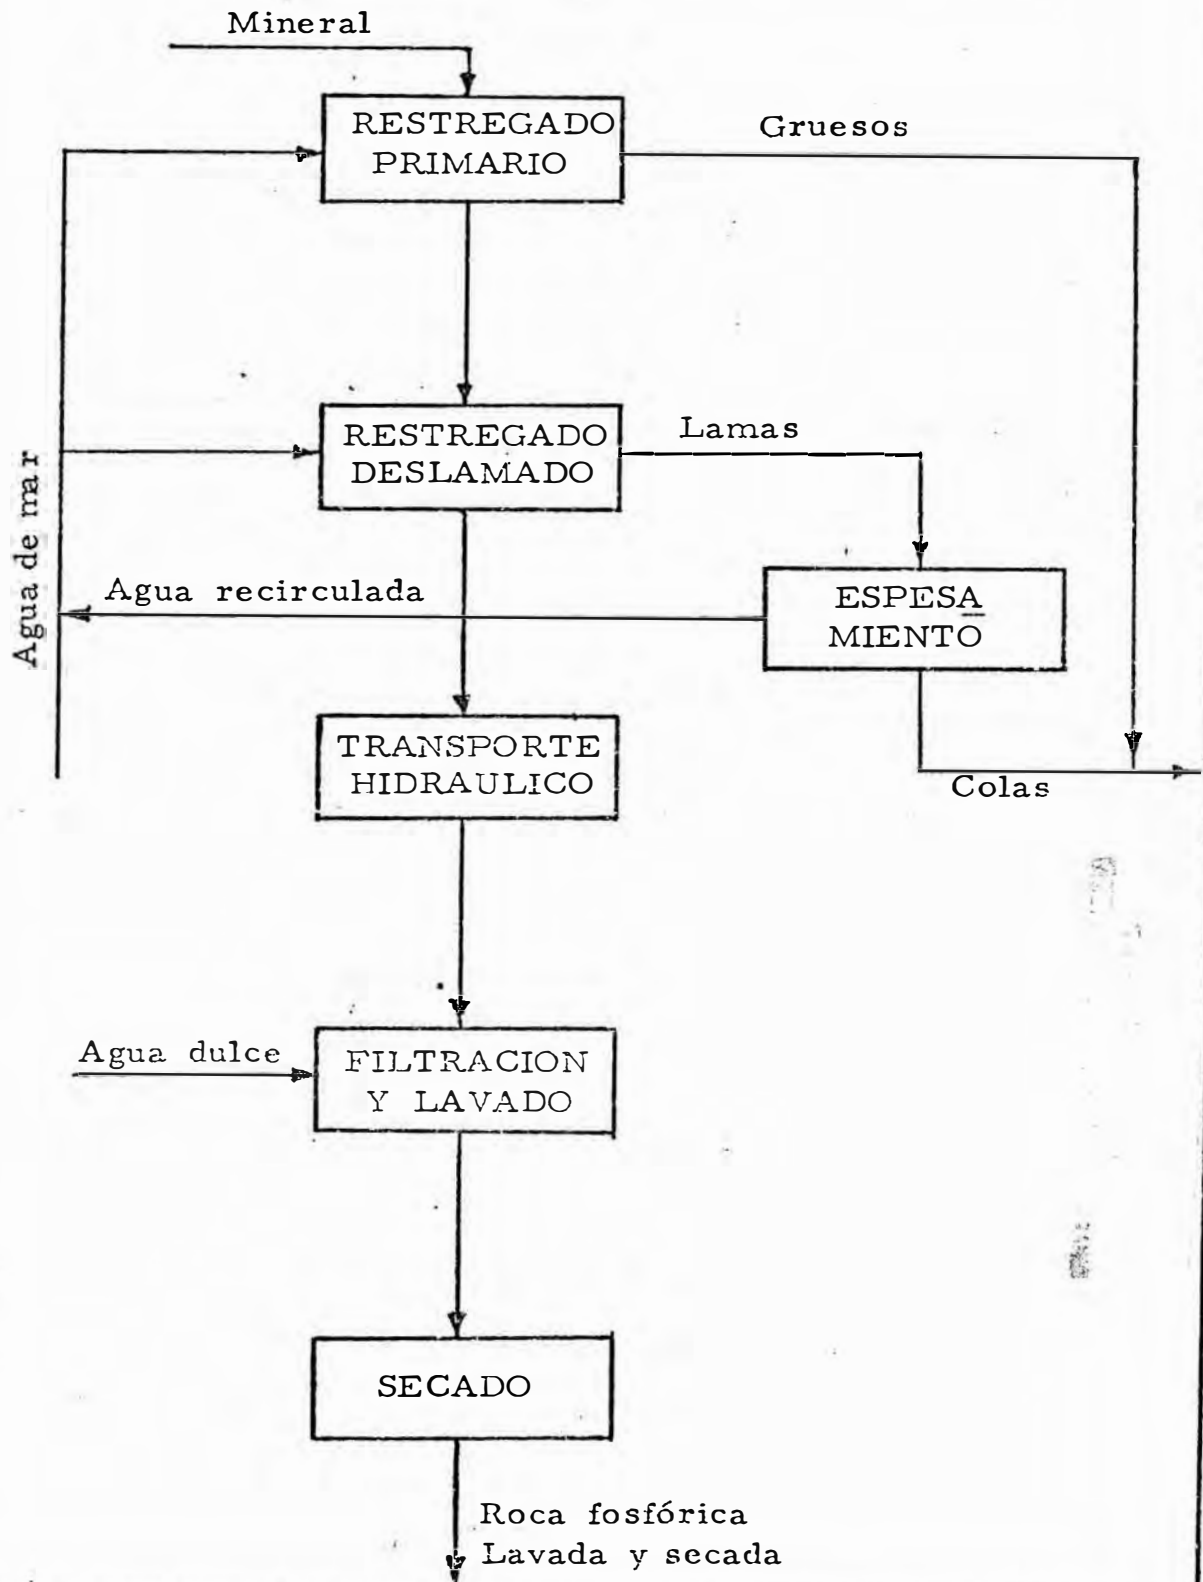 Mineral
RESTREGADO
PRIMARIO
Gruesos
RESTREGADO
DESLAMADO
Lamas
Agua de mar
Agua recirculada
ESPESA
MIENTO
TRANSPORTE
HIDRAULICO
Colas
Agua dulce
FILTRACION
Y LAVADO
SECADO
Roca fosfórica
Lavada y secada